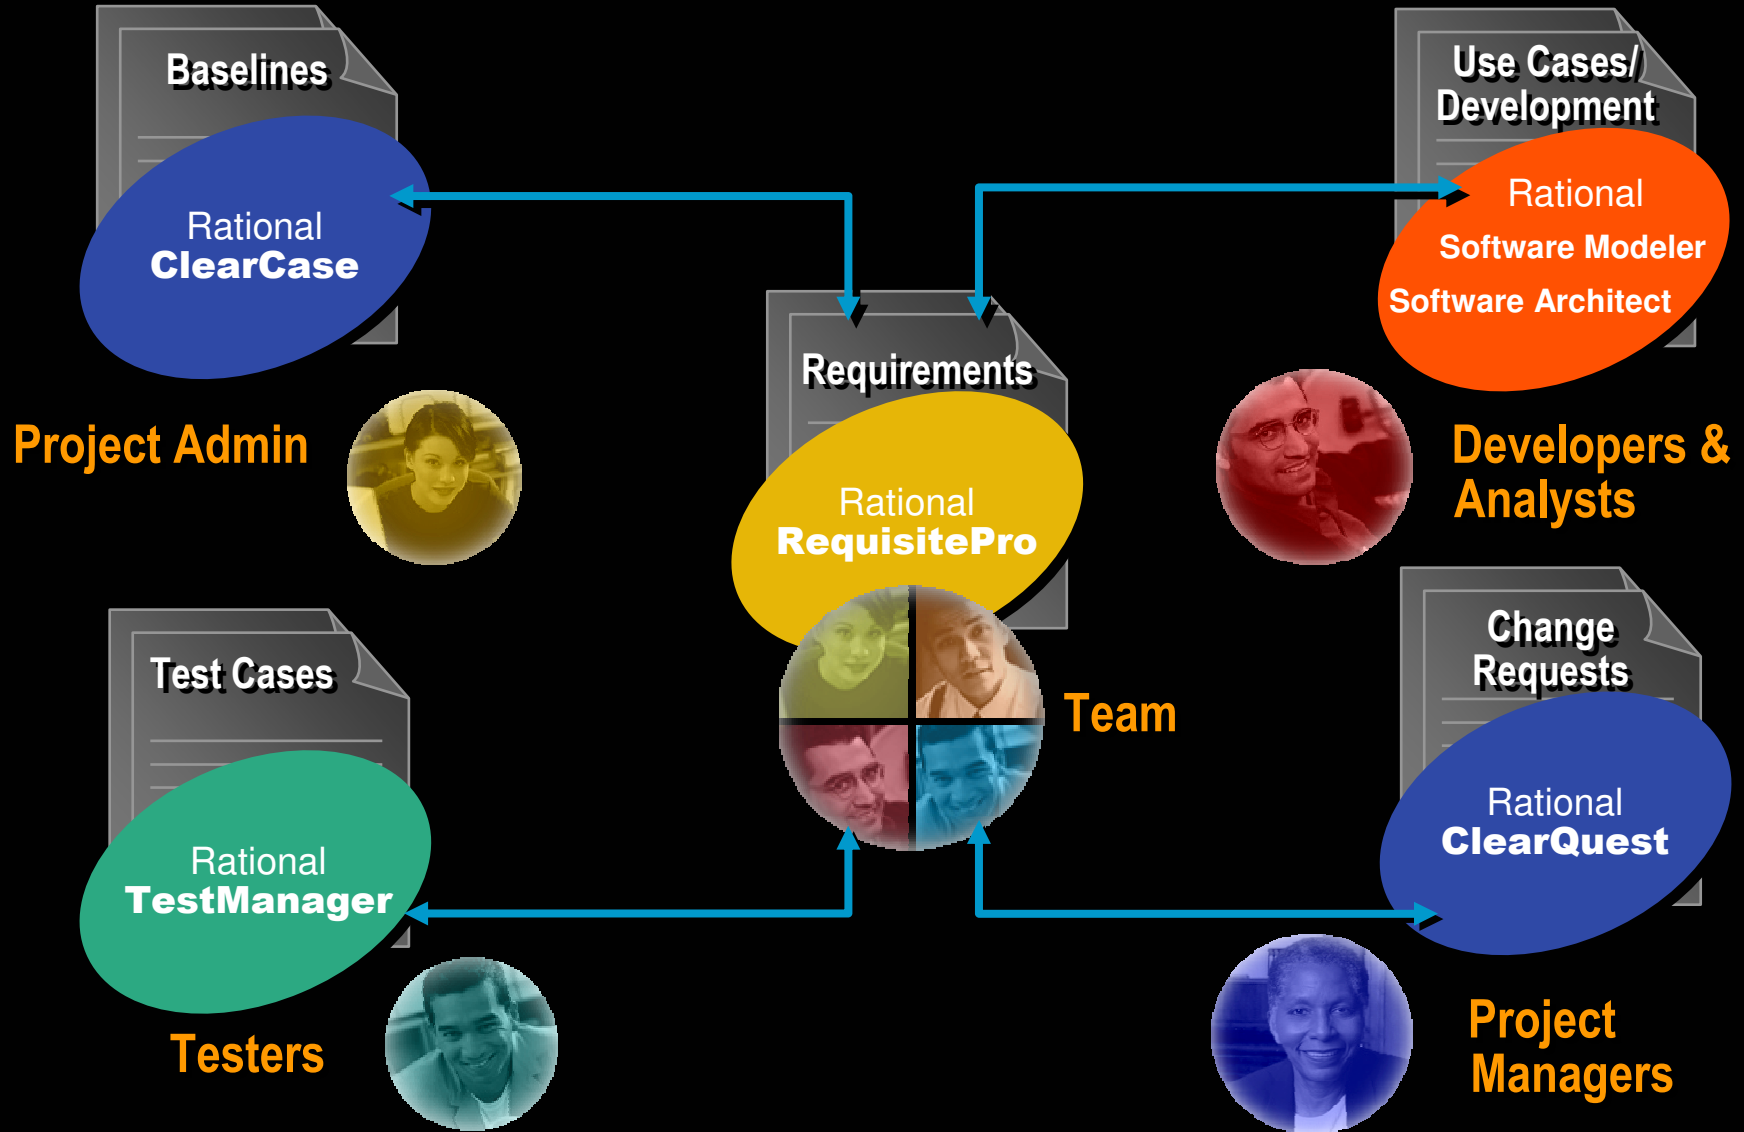 Baselines
Rational
ClearCase
Project Admin
Use Cases/
Development
Rational
Software Modeler
Software Architect
Developers &
Analysts
Requirements
Rational
RequisitePro
Team
Test Cases
Rational
TestManager
Testers
Change
Requests
Rational
ClearQuest
Project
Managers